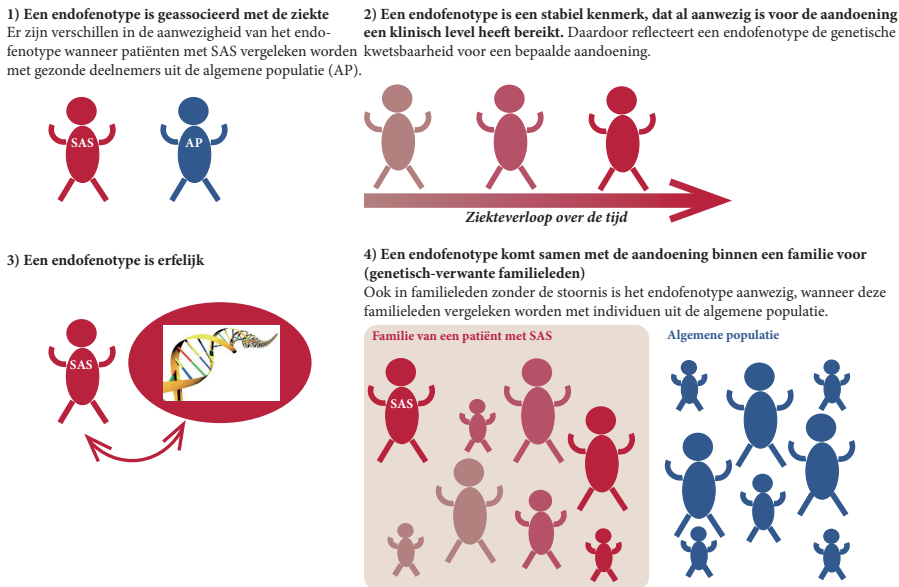 1) Een endofenotype is geassocieerd met de ziekte
Er zijn verschillen in de aanwezigheid van het endo-
fenotype wanneer patiënten met SAS vergeleken worden
met gezonde deelnemers uit de algemene populatie (AP).
SAS
AP
2) Een endofenotype is een stabiel kenmerk, dat al aanwezig is voor de aandoening
een klinisch level heeft bereikt. Daardoor reflecteert een endofenotype de genetische
kwetsbaarheid voor een bepaalde aandoening.
Ziekteverloop over de tijd
3) Een endofenotype is erfelijk
SAS
4) Een endofenotype komt samen met de aandoening binnen een familie voor
(genetisch-verwante familieleden)
Ook in familieleden zonder de stoornis is het endofenotype aanwezig, wanneer deze
familieleden vergeleken worden met individuen uit de algemene populatie.
Familie van een patiënt met SAS
SAS
Algemene populatie